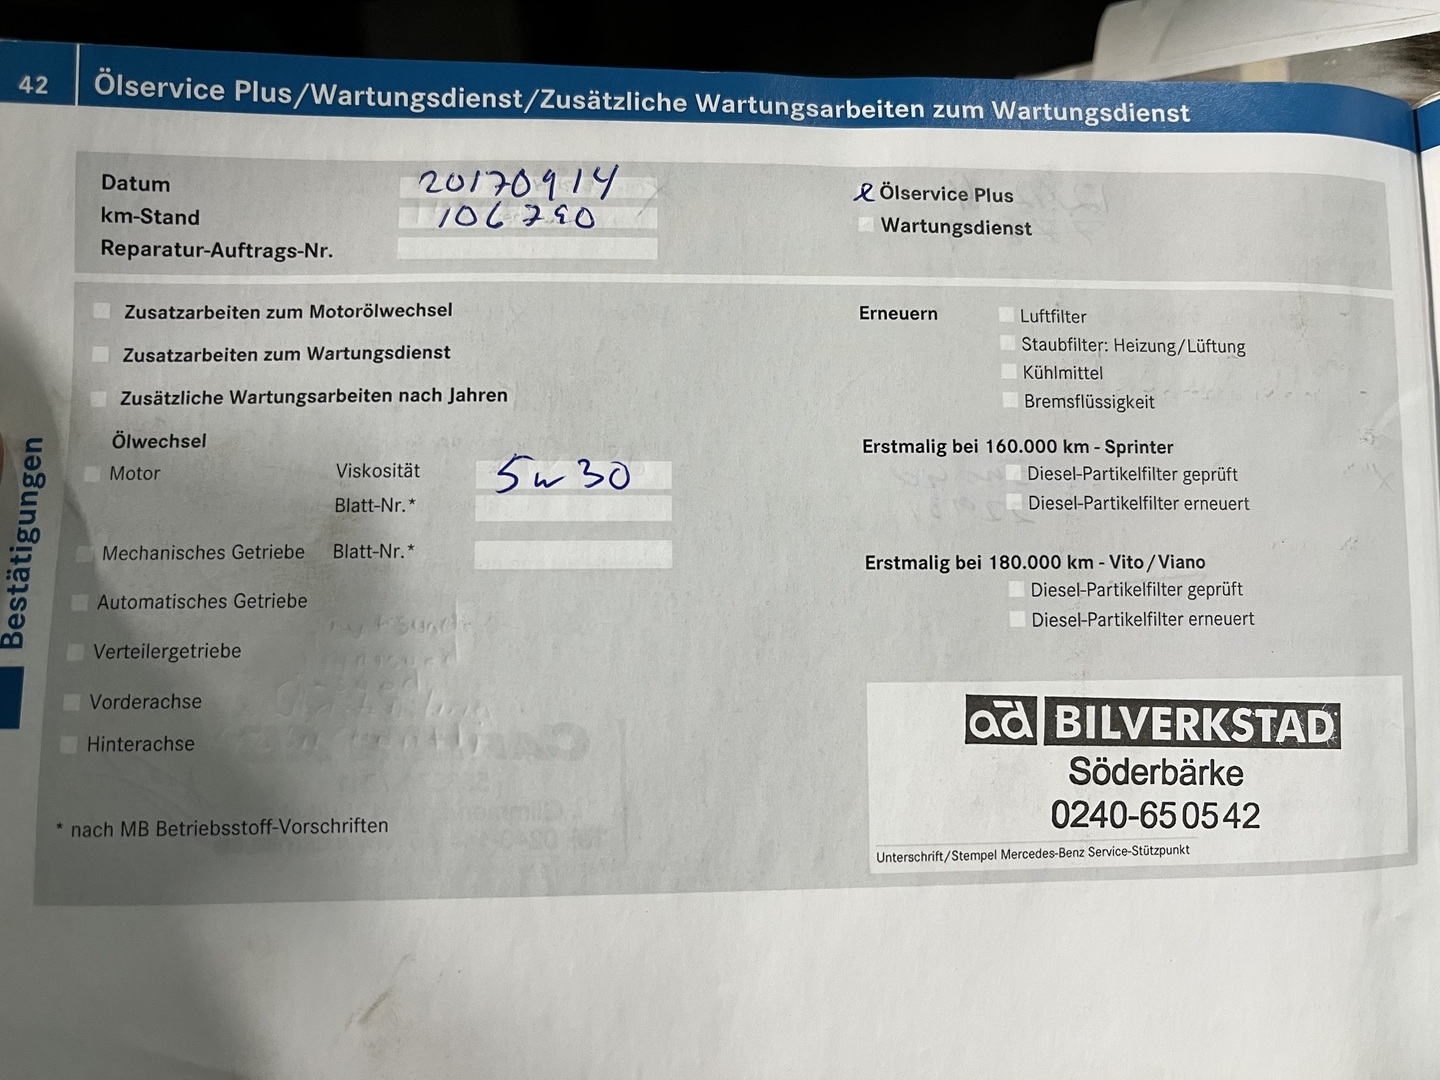 42 Ölservice Plus/Wartungsdienst/Zusätzliche Wartungsarbeiten zum Wartungsdienst
Datum 20170914
km-Stand 106790
Reparatur-Auftrags-Nr.
Ölservice Plus
Wartungsdienst
Zusatzarbeiten zum Motorölwechsel
Zusatzarbeiten zum Wartungsdienst
Zusätzliche Wartungsarbeiten nach Jahren
Ölwechsel
Motor Viskosität 5w30
Blatt-Nr.*
Mechanisches Getriebe Blatt-Nr.*
Automatisches Getriebe
Verteilergetriebe
Vorderachse
Hinterachse
* nach MB Betriebsstoff-Vorschriften
Erneuern Luftfilter
Staubfilter: Heizung/Lüftung
Kühlmittel
Bremsflüssigkeit
Erstmalig bei 160.000 km - Sprinter
Diesel-Partikelfilter geprüft
Diesel-Partikelfilter erneuert
Erstmalig bei 180.000 km - Vito/Viano
Diesel-Partikelfilter geprüft
Diesel-Partikelfilter erneuert
ad BILVERKSTAD
Söderbärke
0240-650542
Unterschrift/Stempel Mercedes-Benz Service-Stützpunkt
Bestätigungen